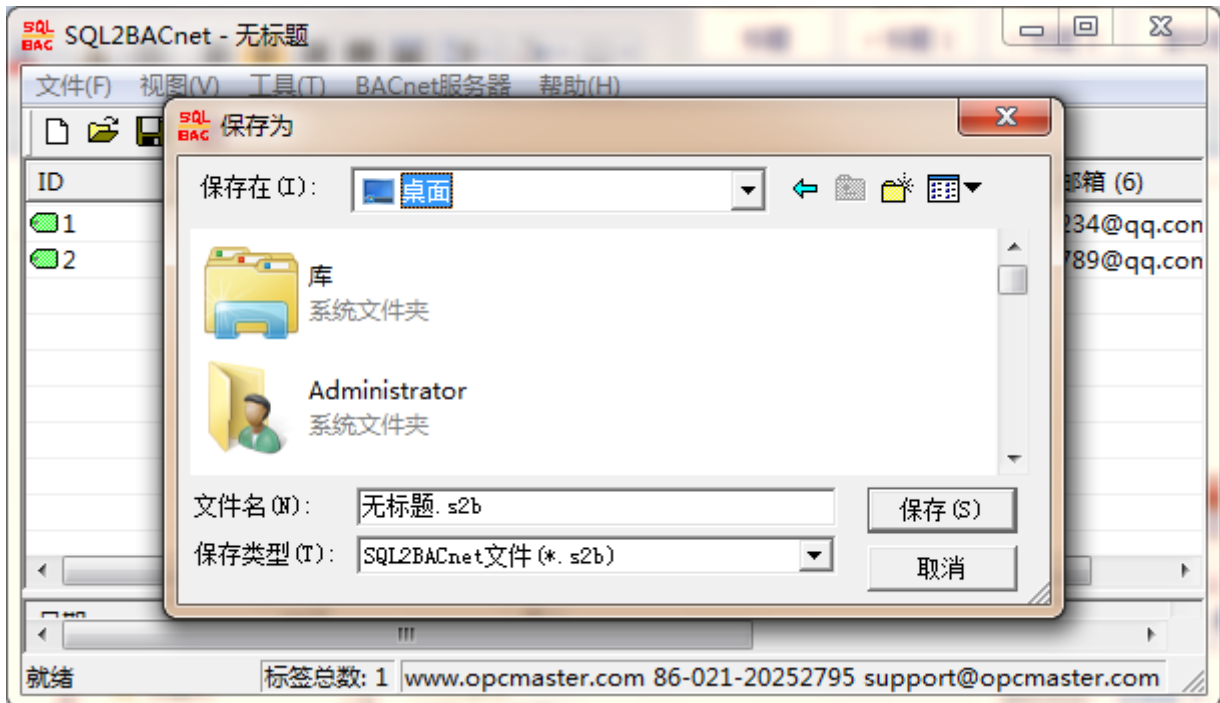 SQL BAC SQL2BACnet - 无标题
文件(F) 视图(V) 工具(T) BACnet服务器 帮助(H)
SQL BAC 保存为
保存在(I): 桌面
ID
邮箱 (6)
1
234@qq.con
2
789@qq.con
库
系统文件夹
Administrator
系统文件夹
文件名(N): 无标题.s2b
保存(S)
保存类型(T): SQL2BACnet文件(*.s2b)
取消
就绪 标签总数: 1 www.opcmaster.com 86-021-20252795 support@opcmaster.com